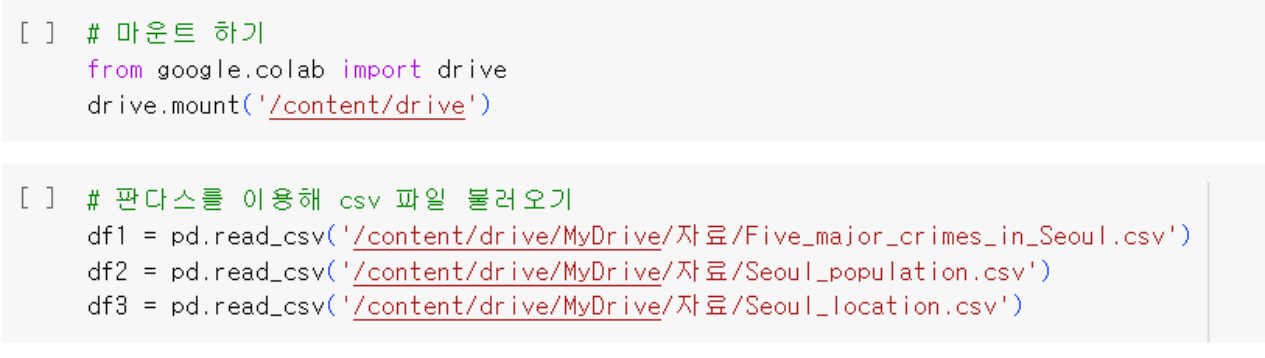 [ ] # 마운트 하기
from google.colab import drive
drive.mount('/content/drive')
[ ] # 판다스를 이용해 csv 파일 불러오기
df1 = pd.read_csv('/content/drive/MyDrive/자료/Five_major_crimes_in_Seoul.csv')
df2 = pd.read_csv('/content/drive/MyDrive/자료/Seoul_population.csv')
df3 = pd.read_csv('/content/drive/MyDrive/자료/Seoul_location.csv')